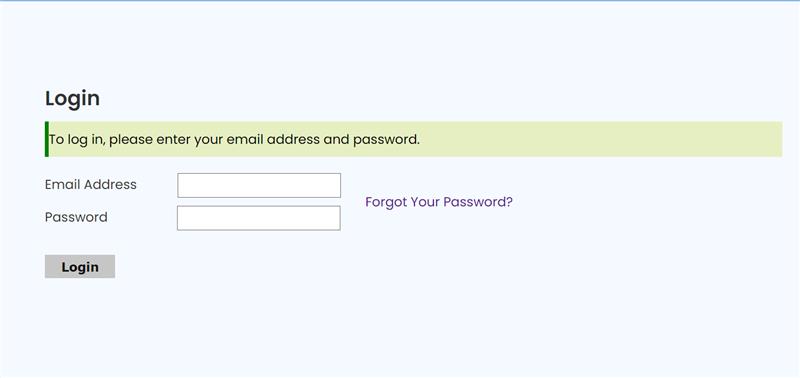 Login
To log in, please enter your email address and password.
Email Address
Forgot Your Password?
Password
Login